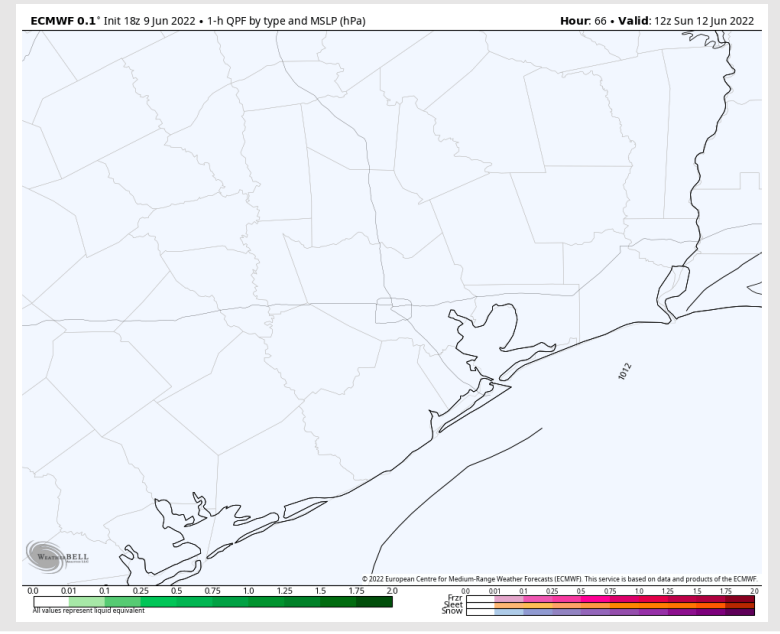 ECMWF 0.1° Init 18z 9 Jun 2022 • 1-h QPF by type and MSLP (hPa)
Hour: 66 • Valid: 12z Sun 12 Jun 2022
1012
WEATHERBELL
© 2022 European Centre for Medium-Range Weather Forecasts (ECMWF). This service is based on data and products of the ECMWF.
0.0 0.01 0.1 0.25 0.5 0.75 1.0 1.25 1.5 1.75 2.0
All values represent liquid equivalent
0.0 0.01 0.1 0.25 0.5 0.75 1.0 1.25 1.5 1.75 2.0
Frzr
Sleet
Snow